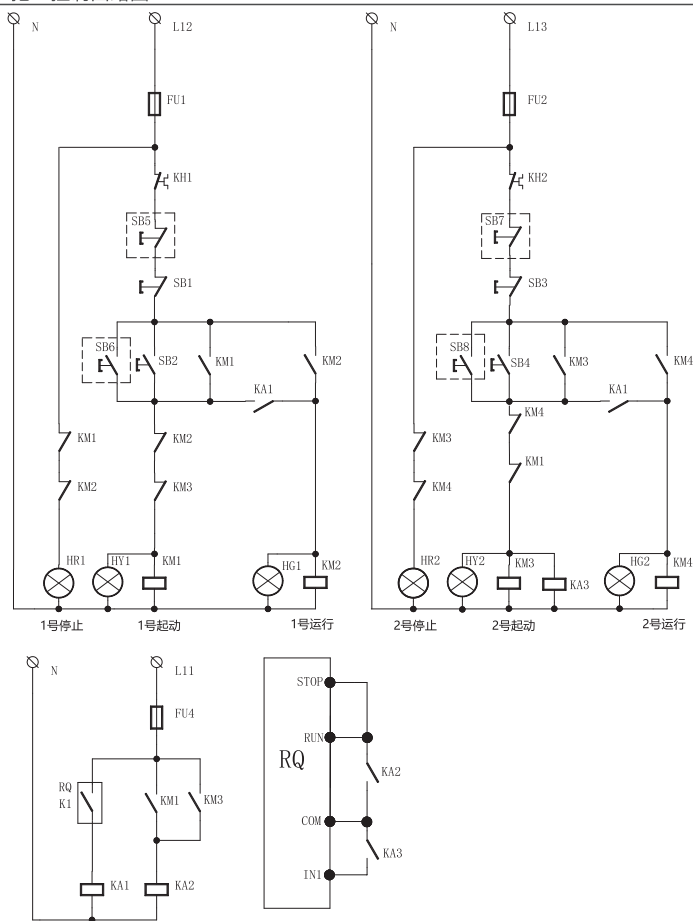 N
L12
N
L13
FU1
FU2
KH1
KH2
SB5
SB7
SB1
SB3
SB6
SB2
KM1
KM2
SB8
SB4
KM3
KM4
KA1
KA1
KM4
KM1
KM2
KM3
KM1
KM2
KM3
KM4
HR1
HY1
KM1
HG1
KM2
HR2
HY2
KM3
KA3
HG2
KM4
1号停止
1号起动
1号运行
2号停止
2号起动
2号运行
N
L11
STOP
FU4
RUN
RQ
KA2
RQ
K1
KM1
KM3
COM
KA3
IN1
KA1
KA2